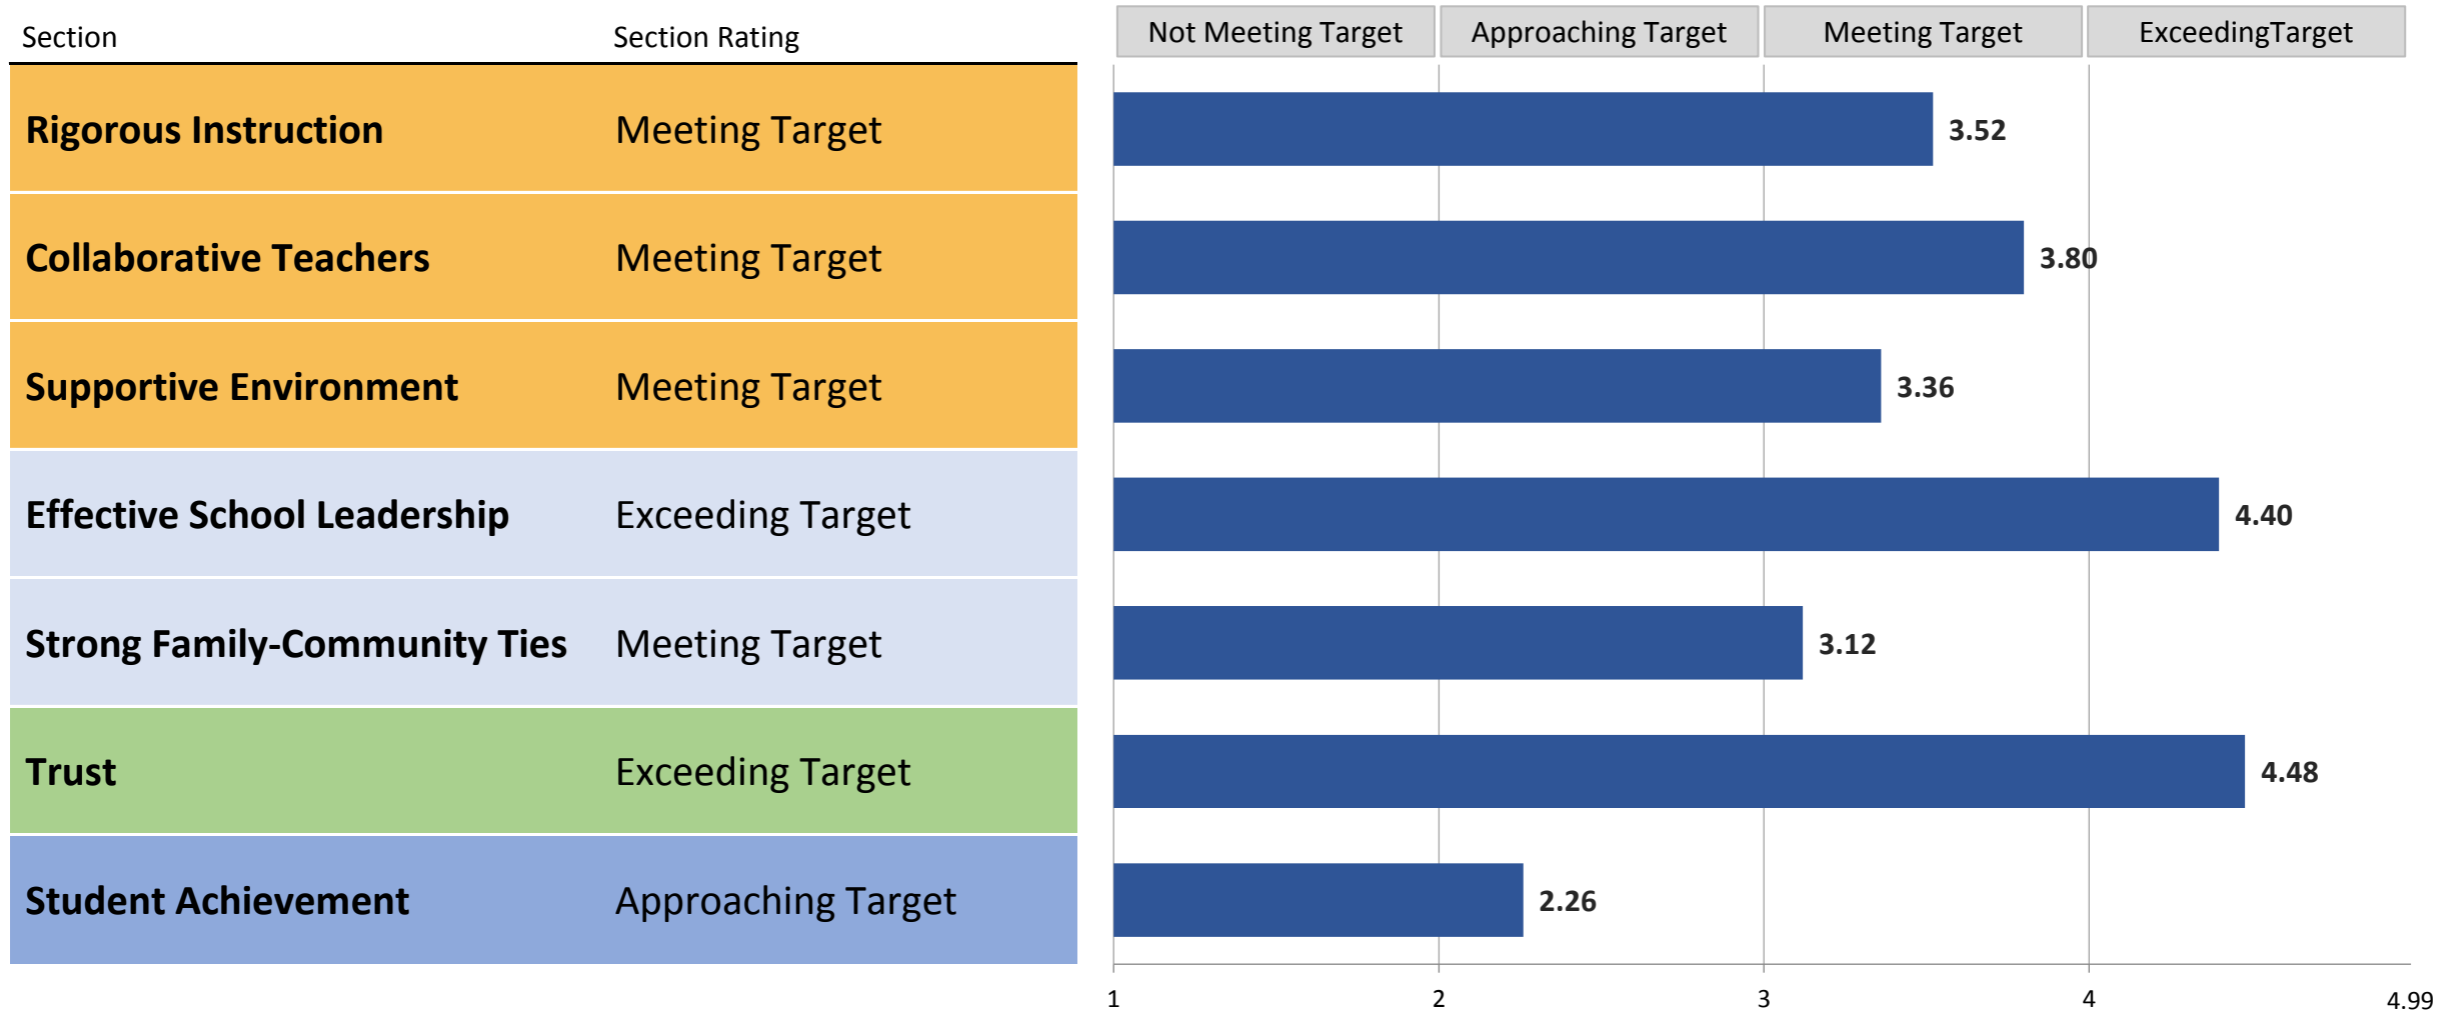 Section Section Rating Not Meeting Target Approaching Target Meeting Target ExceedingTarget
Rigorous Instruction Meeting Target 3.52
Collaborative Teachers Meeting Target 3.80
Supportive Environment Meeting Target 3.36
Effective School Leadership Exceeding Target 4.40
Strong Family-Community Ties Meeting Target 3.12
Trust Exceeding Target 4.48
Student Achievement Approaching Target 2.26
1 2 3 4 4.99